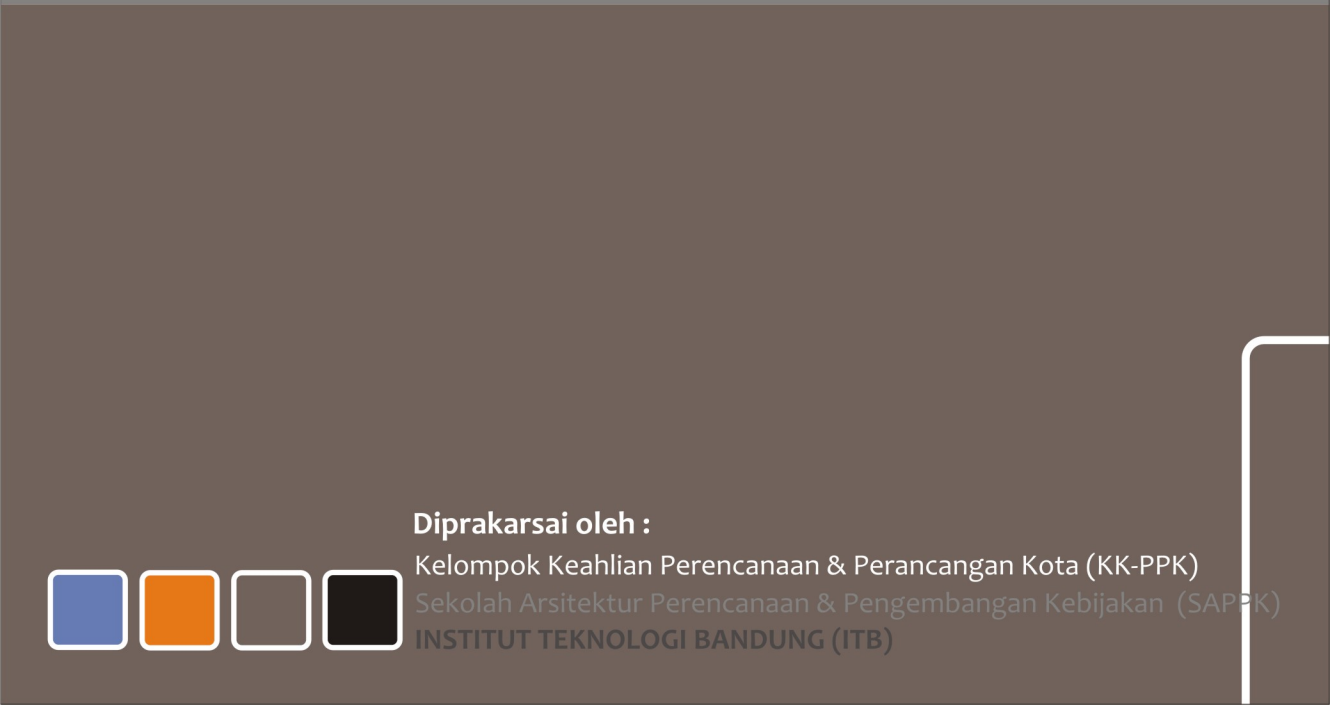 Diprakarsai oleh :
Kelompok Keahlian Perencanaan & Perancangan Kota (KK-PPK)
Sekolah Arsitektur Perencanaan & Pengembangan Kebijakan (SAPPK)
INSTITUT TEKNOLOGI BANDUNG (ITB)